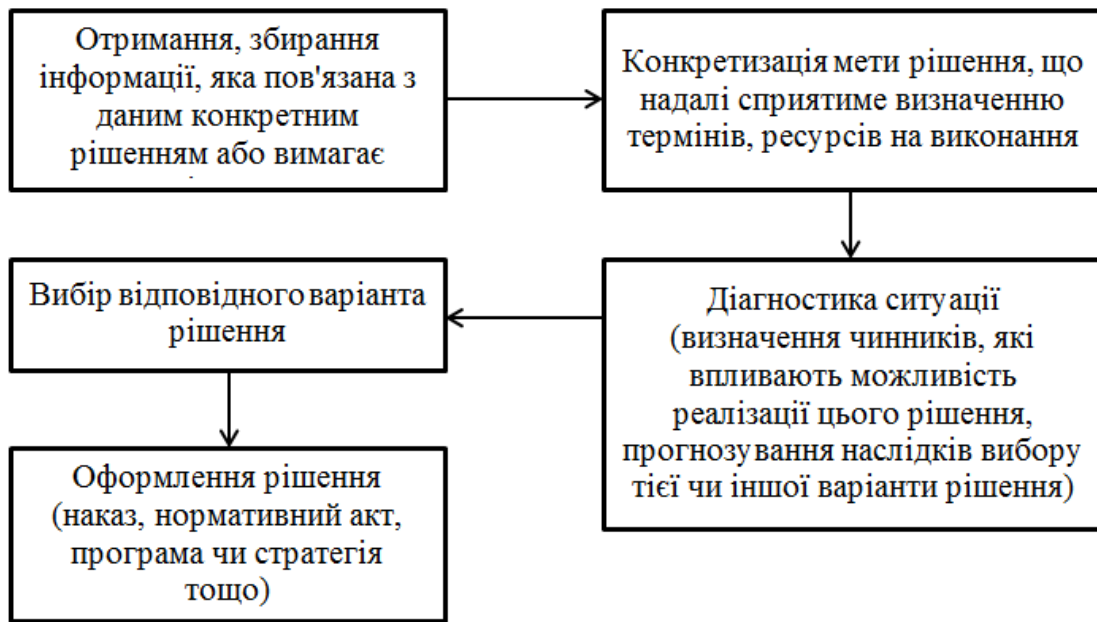 Отримання, збирання
інформації, яка пов'язана з
даним конкретним
рішенням або вимагає
Конкретизація мети рішення, що
надалі сприятиме визначенню
термінів, ресурсів на виконання
Діагностика ситуації
(визначення чинників, які
впливають можливість
реалізації цього рішення,
прогнозування наслідків вибору
тієї чи іншої варіанти рішення)
Вибір відповідного варіанта
рішення
Оформлення рішення
(наказ, нормативний акт,
програма чи стратегія
тощо)